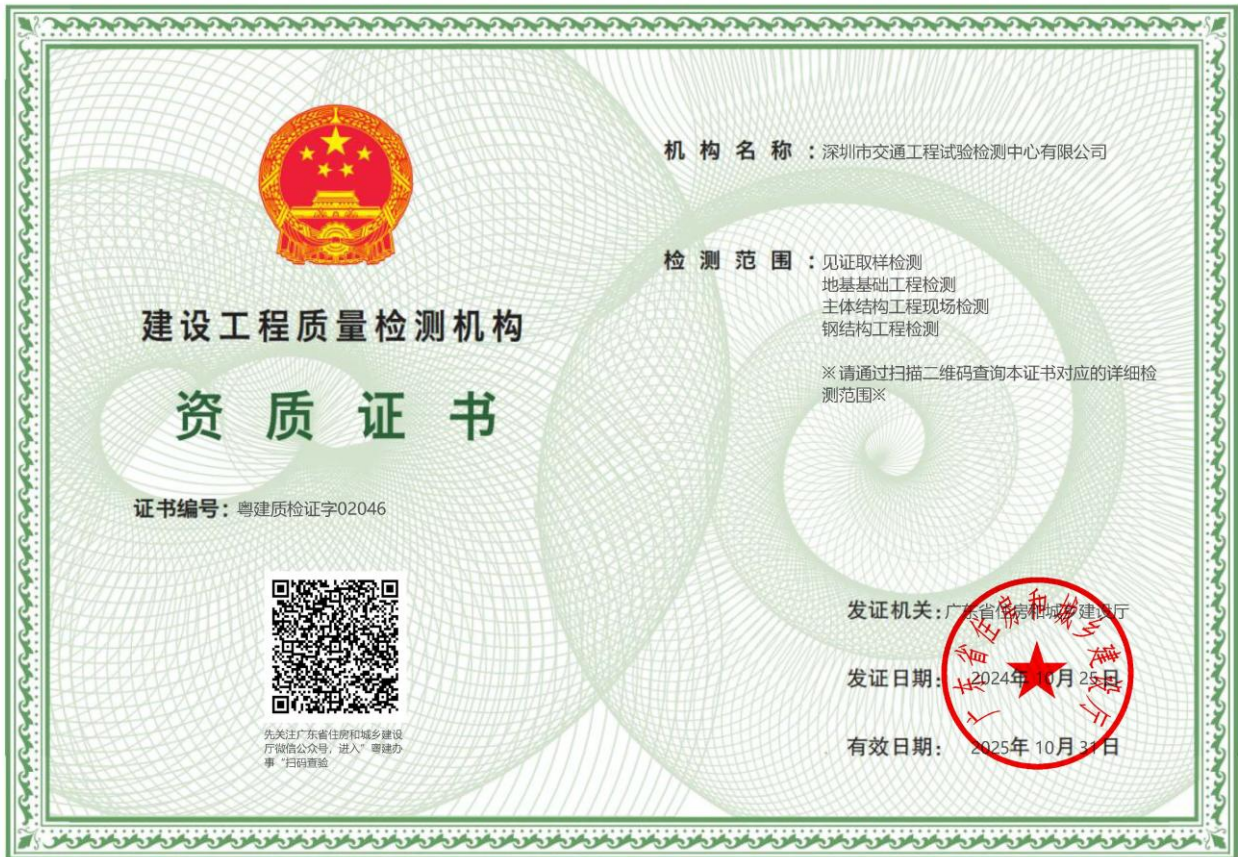 建设工程质量检测机构
资质证书
证书编号：粤建质检证字02046
先关注广东省住房和城乡建设
厅微信公众号，进入"粤建办
事"扫码查验
机构名称：深圳市交通工程试验检测中心有限公司
检测范围：见证取样检测
地基基础工程检测
主体结构工程现场检测
钢结构工程检测
※请通过扫描二维码查询本证书对应的详细检
测范围※
发证机关：广东省住房和城乡建设厅
发证日期：2024年10月25日
有效日期：2025年10月31日
广东省住房和城乡建设厅